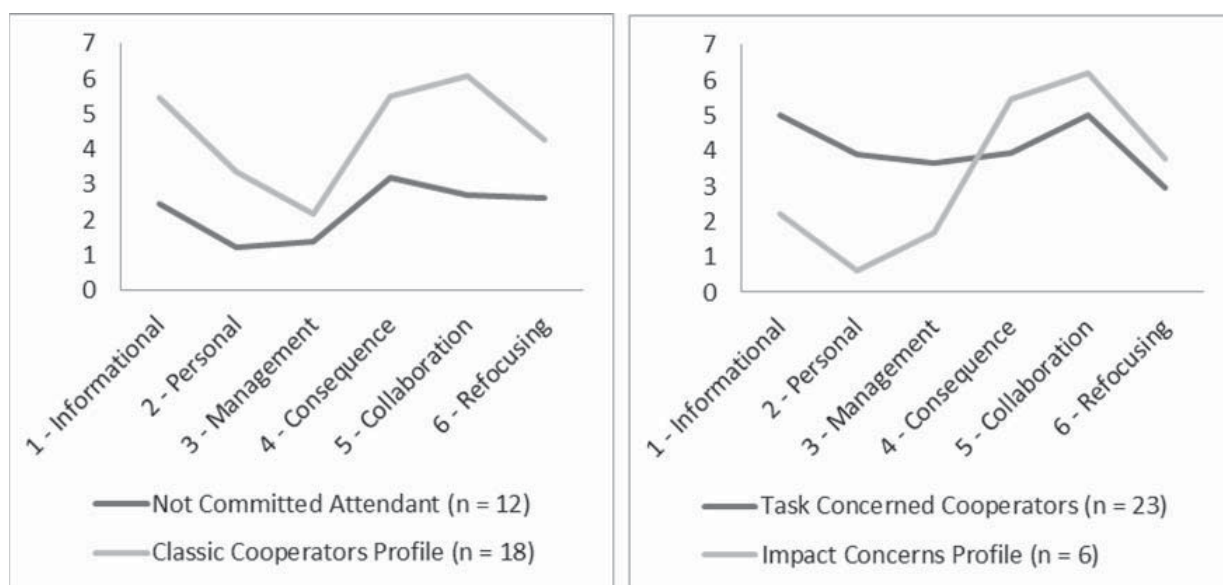 7
6
5
4
3
2
1
0
1 - Informational
2 - Personal
3 - Management
4 - Consequence
5 - Collaboration
6 - Refocusing
Not Committed Attendant (n = 12)
Classic Cooperators Profile (n = 18)
7
6
5
4
3
2
1
0
1 - Informational
2 - Personal
3 - Management
4 - Consequence
5 - Collaboration
6 - Refocusing
Task Concerned Cooperators (n = 23)
Impact Concerns Profile (n = 6)